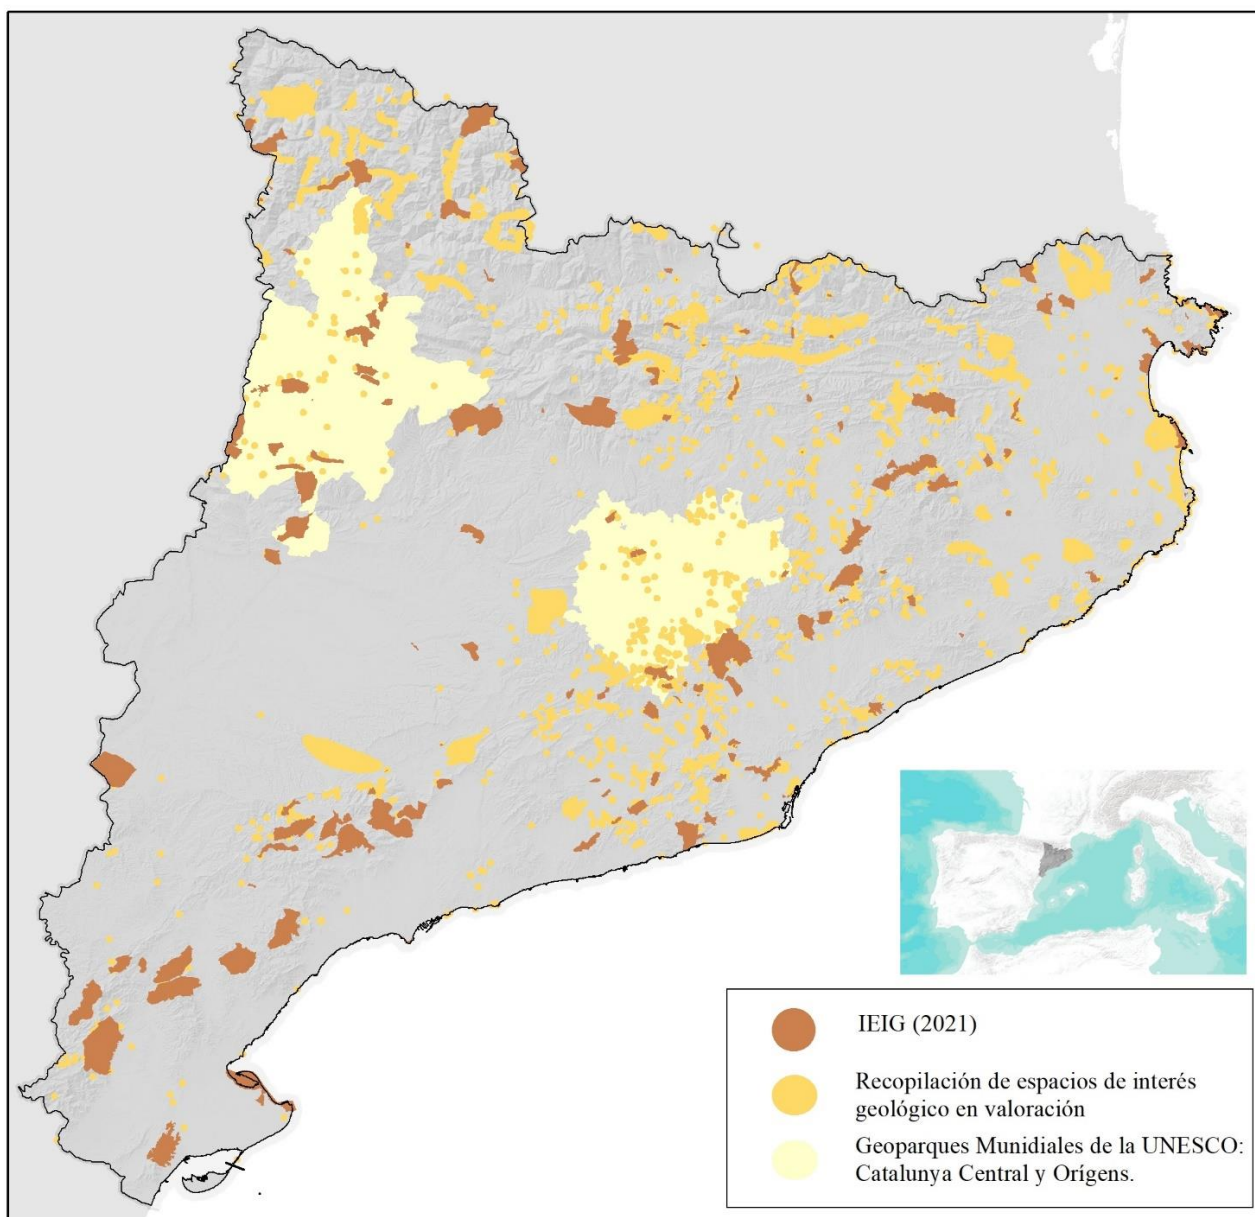 IEIG (2021)
Recopilación de espacios de interés
geológico en valoración
Geoparques Munidiales de la UNESCO:
Catalunya Central y Orígens.